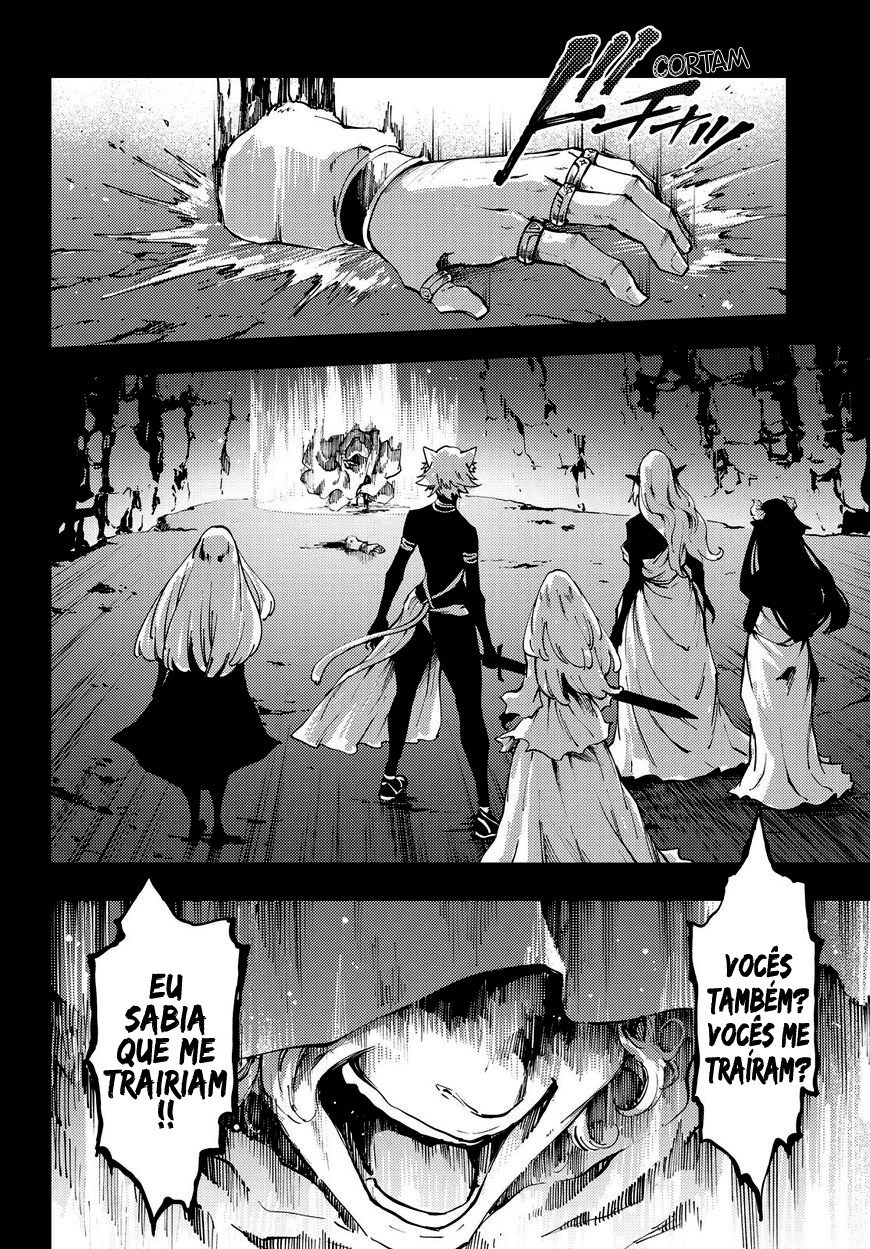 CORTAM
ドチャッ
VOCÊS
TAMBÉM?
VOCÊS ME
TRAÍRAM?
EU
SABIA
QUE ME
TRAIRIAM
!!